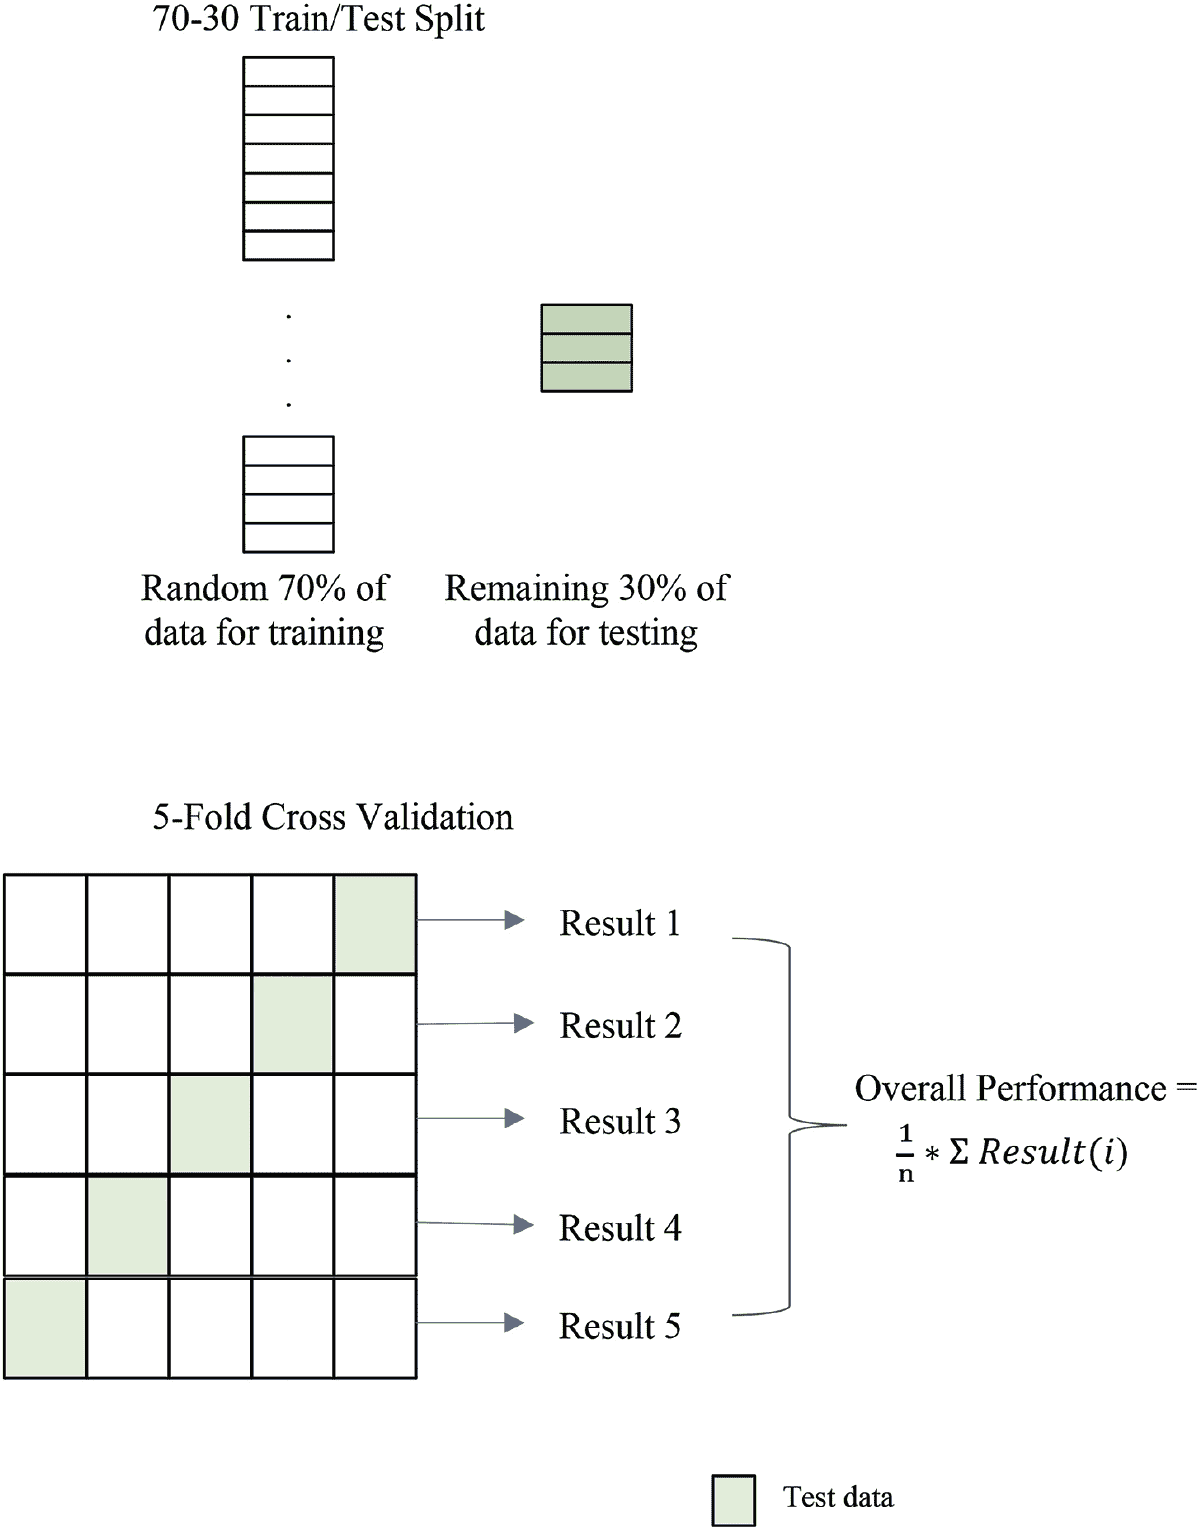 70-30 Train/Test Split
.
.
.
Random 70% of
data for training
Remaining 30% of
data for testing
5-Fold Cross Validation
Result 1
Result 2
Result 3
Result 4
Result 5
Overall Performance =
1/n * Σ Result(i)
Test data